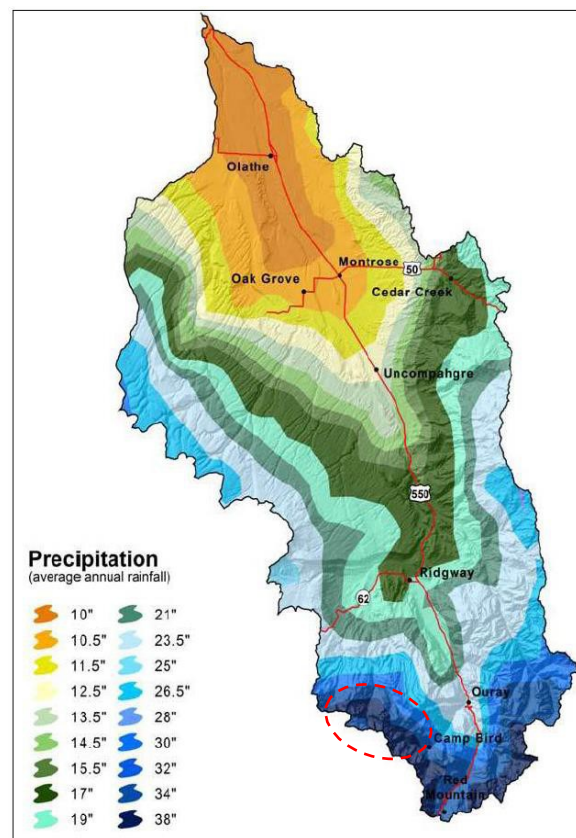 Olathe
Montrose
50
Oak Grove
Cedar Creek
Uncompahgre
550
Precipitation
(average annual rainfall)
Ridgway
62
10" 21"
10.5" 23.5"
11.5" 25"
12.5" 26.5"
13.5" 28"
14.5" 30"
15.5" 32"
17" 34"
19" 38"
Ouray
Camp Bird
Red
Mountain